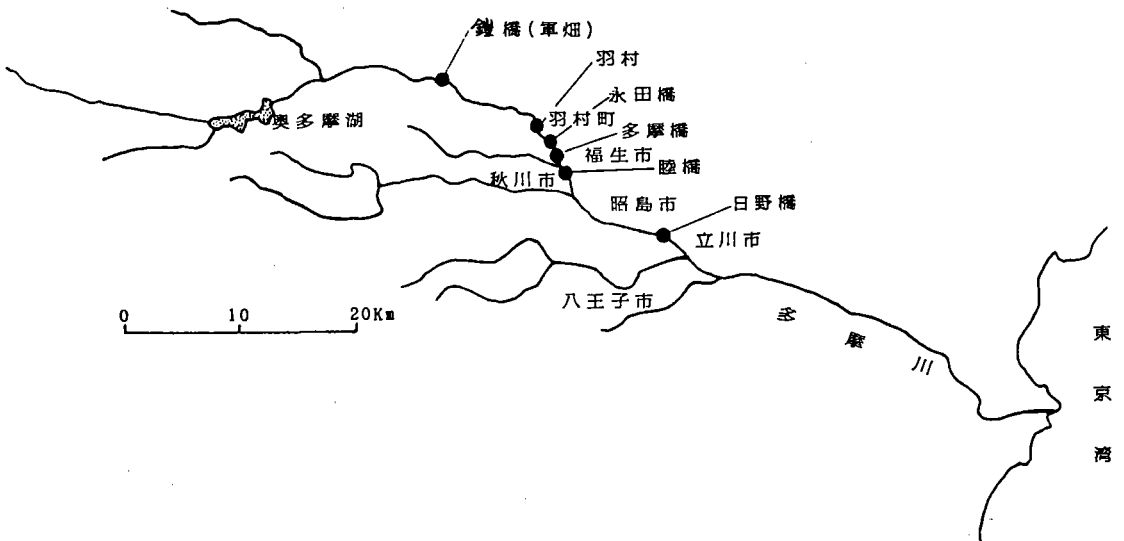 鎧橋(軍畑)
羽村
永田橋
羽村町
多摩橋
奥多摩湖
福生市
睦橋
秋川市
昭島市
日野橋
立川市
八王子市
0 10 20Km
多摩川
東京湾